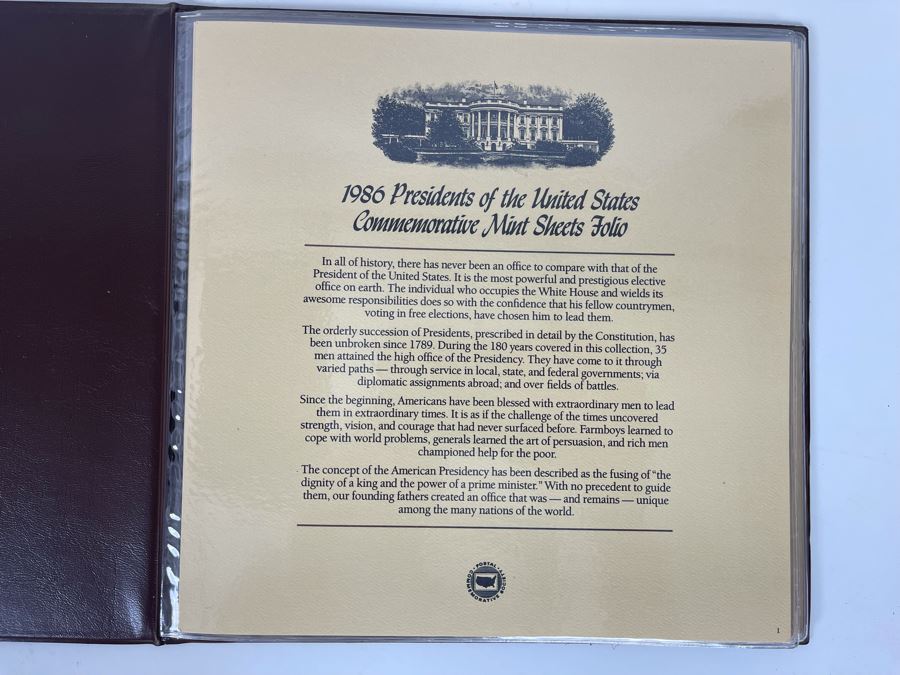 1986 Presidents of the United States
Commemorative Mint Sheets Folio
In all of history, there has never been an office to compare with that of the
President of the United States. It is the most powerful and prestigious elective
office on earth. The individual who occupies the White House and wields its
awesome responsibilities does so with the confidence that his fellow countrymen,
voting in free elections, have chosen him to lead them.
The orderly succession of Presidents, prescribed in detail by the Constitution, has
been unbroken since 1789. During the 180 years covered in this collection, 35
men attained the high office of the Presidency. They have come to it through
varied paths — through service in local, state, and federal governments; via
diplomatic assignments abroad; and over fields of battles.
Since the beginning, Americans have been blessed with extraordinary men to lead
them in extraordinary times. It is as if the challenge of the times uncovered
strength, vision, and courage that had never surfaced before. Farmboys learned to
cope with world problems, generals learned the art of persuasion, and rich men
championed help for the poor.
The concept of the American Presidency has been described as the fusing of "the
dignity of a king and the power of a prime minister." With no precedent to guide
them, our founding fathers created an office that was — and remains — unique
among the many nations of the world.
POSTAL
COMMEMORATIVE SOCIETY
1